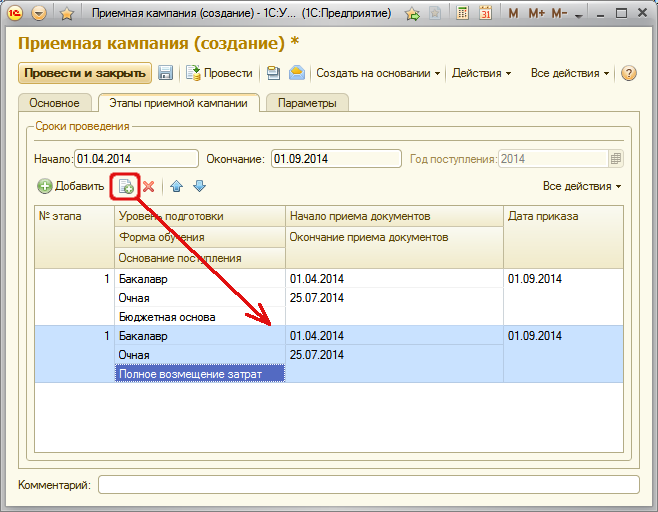 Приемная кампания (создание) - 1С:У... (1С:Предприятие)
M M+ M-
Приемная кампания (создание) *
Провести и закрыть Провести Создать на основании Действия Все действия ?
Основное Этапы приемной кампании Параметры
Сроки проведения
Начало: 01.04.2014 Окончание: 01.09.2014 Год поступления: 2014
Добавить Все действия
№ этапа Уровень подготовки Начало приема документов Дата приказа
Форма обучения Окончание приема документов
Основание поступления
1 Бакалавр 01.04.2014 01.09.2014
Очная 25.07.2014
Бюджетная основа
1 Бакалавр 01.04.2014 01.09.2014
Очная 25.07.2014
Полное возмещение затрат
Комментарий: